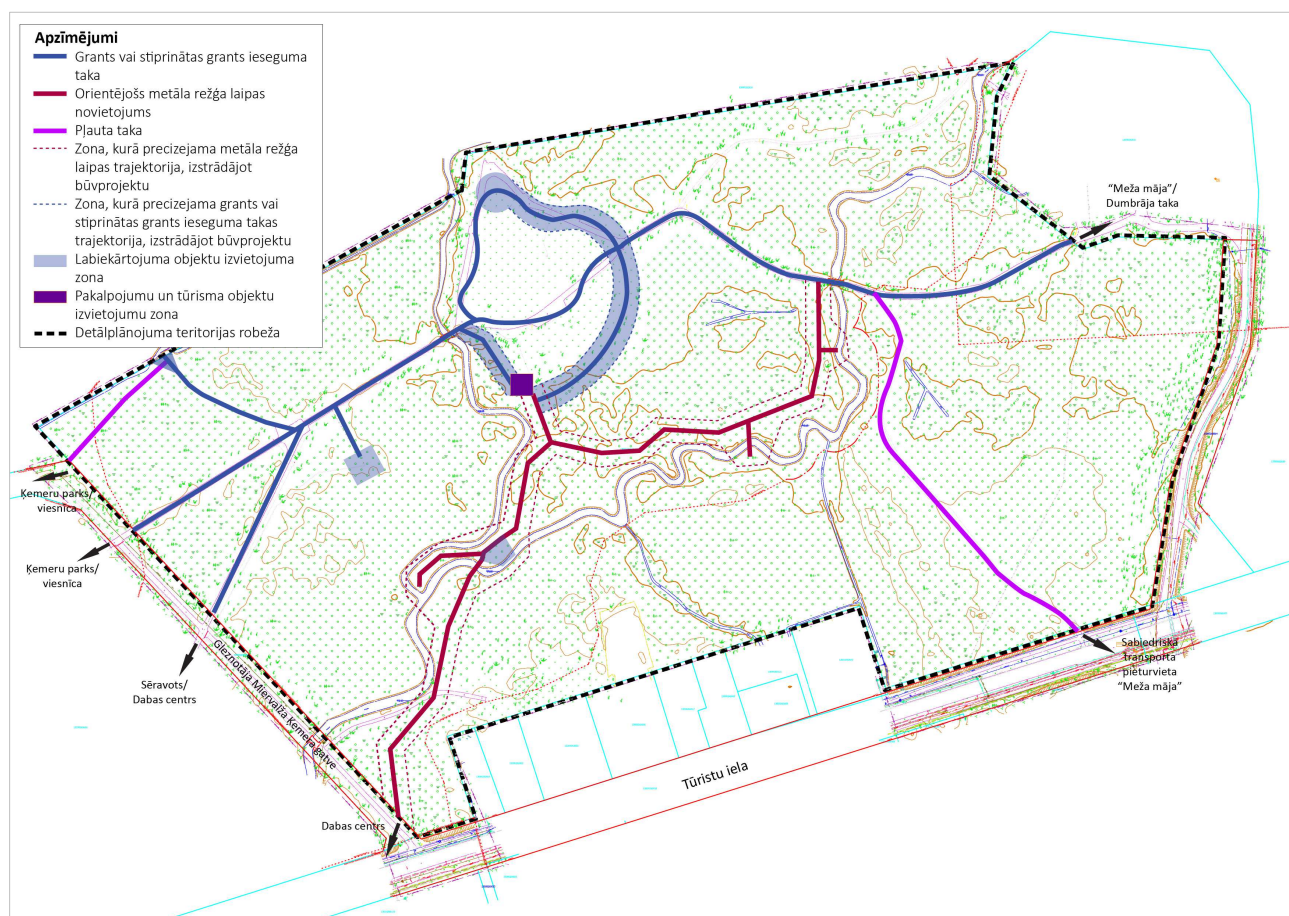 Apzīmējumi
Grants vai stiprinātas grants ieseguma
taka
Orientējošs metāla režģa laipas
novietojums
Pļauta taka
Zona, kurā precizejama metāla režģa
laipas trajektorija, izstrādājot
būvprojektu
Zona, kurā precizejama grants vai
stiprinātas grants ieseguma takas
trajektorija, izstrādājot būvprojektu
Labiekārtojuma objektu izvietojuma
zona
Pakalpojumu un tūrisma objektu
izvietojumu zona
Detālplānojuma teritorijas robeža
"Meža māja"/
Dumbrāja taka
Ķemeru parks/
viesnīca
Ķemeru parks/
viesnīca
Sēravots/
Dabas centrs
Gleznotāja Miervalža Ķemera gatve
Dabas centrs
Tūristu iela
Sabiedriskā
transporta
pieturvieta
"Meža māja"